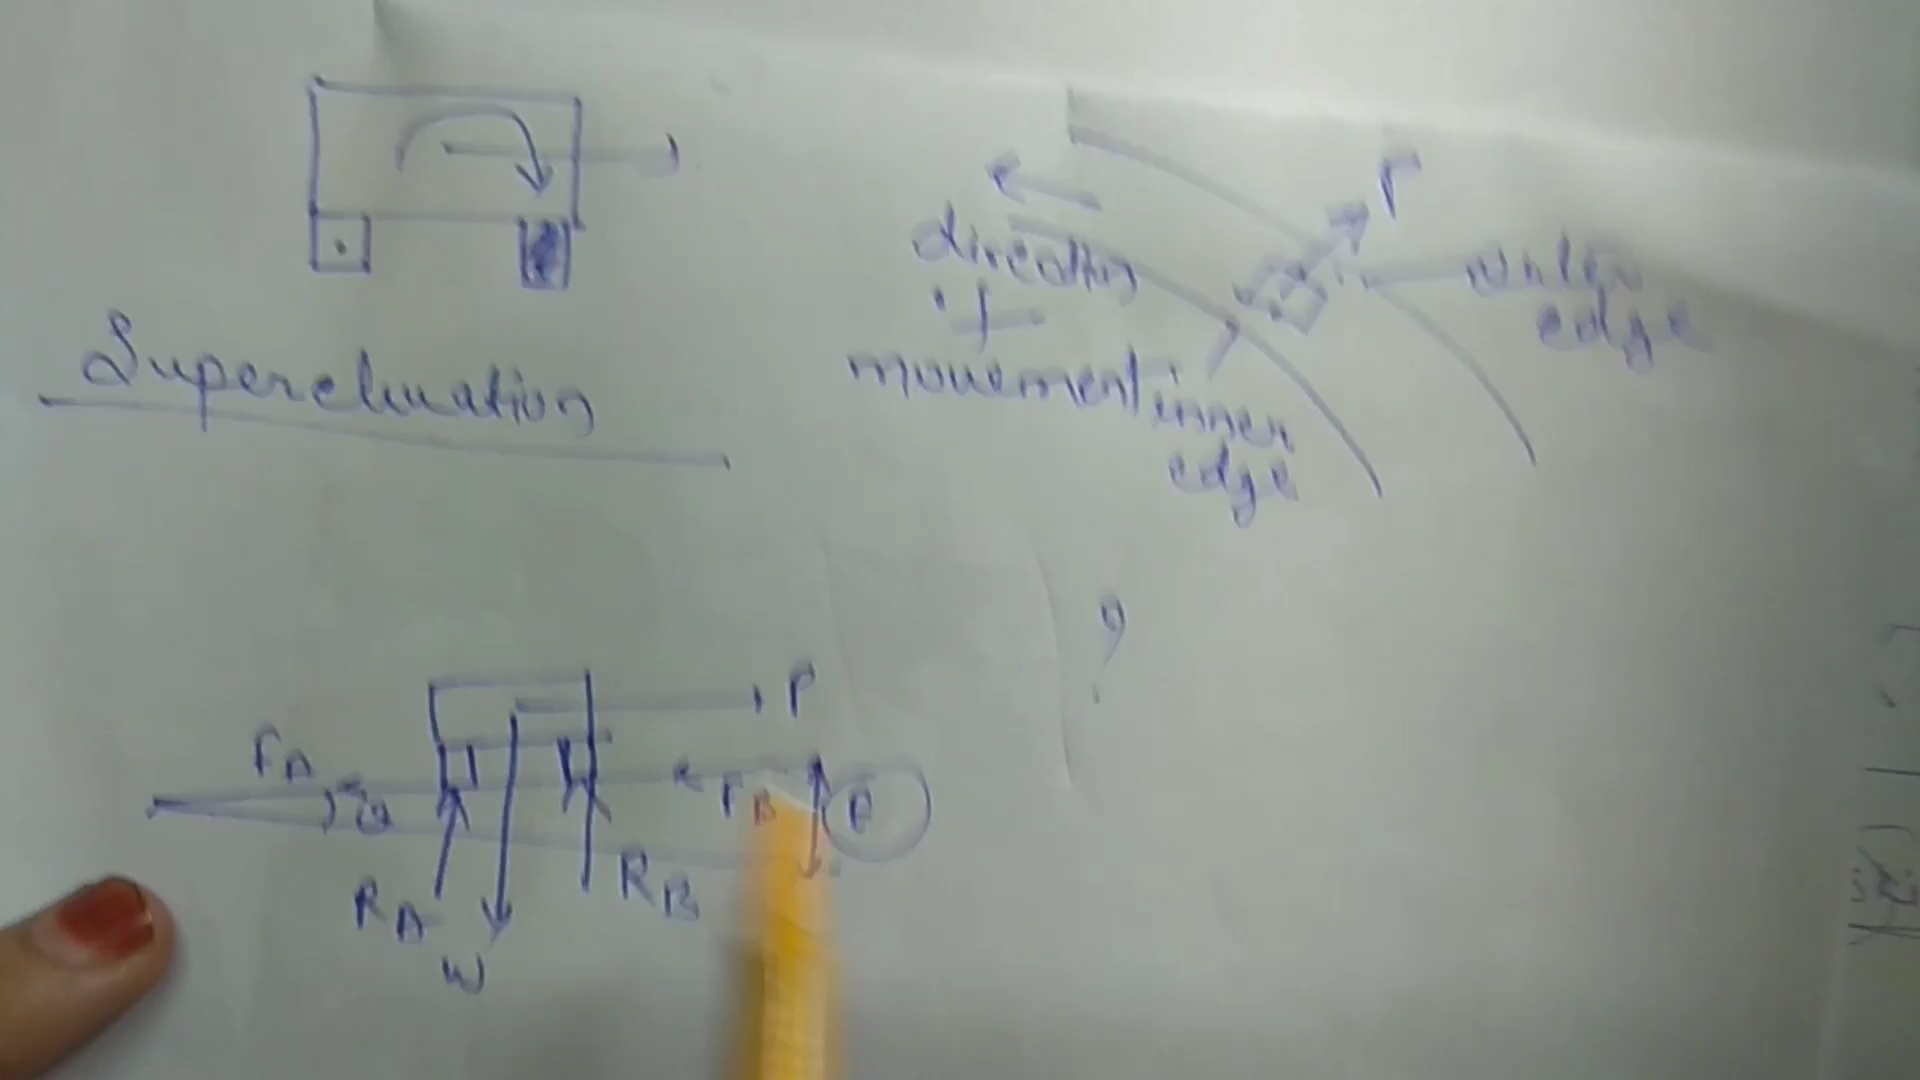 P
direction
of
movement
outer
edge
inner
edge
Superelevation
P
FA
θ
FB
E
RA
RB
W